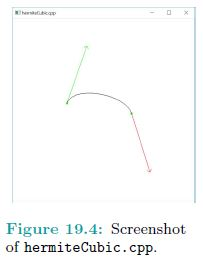 hermiteCubic.cpp
Figure 19.4: Screenshot
of hermiteCubic.cpp.